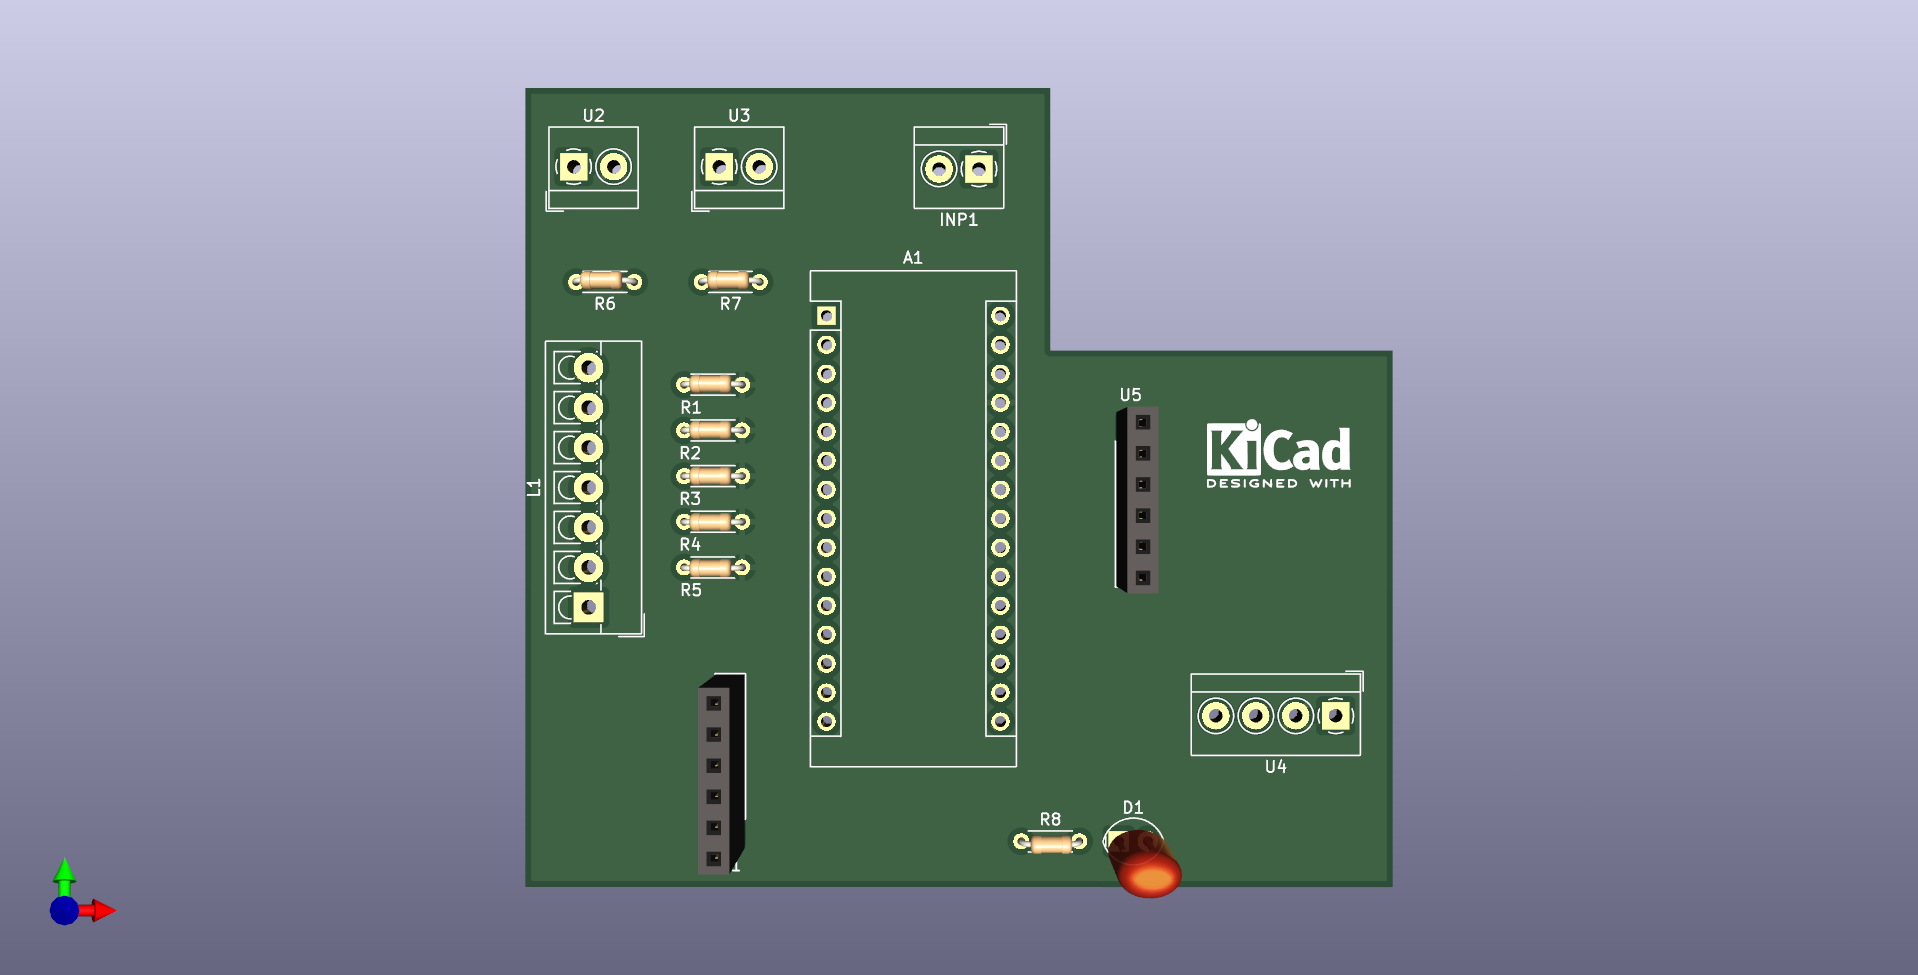 U2
U3
INP1
A1
R6
R7
U5
R1
R2
R3
R4
R5
L1
KiCad
DESIGNED WITH
U4
R8
D1